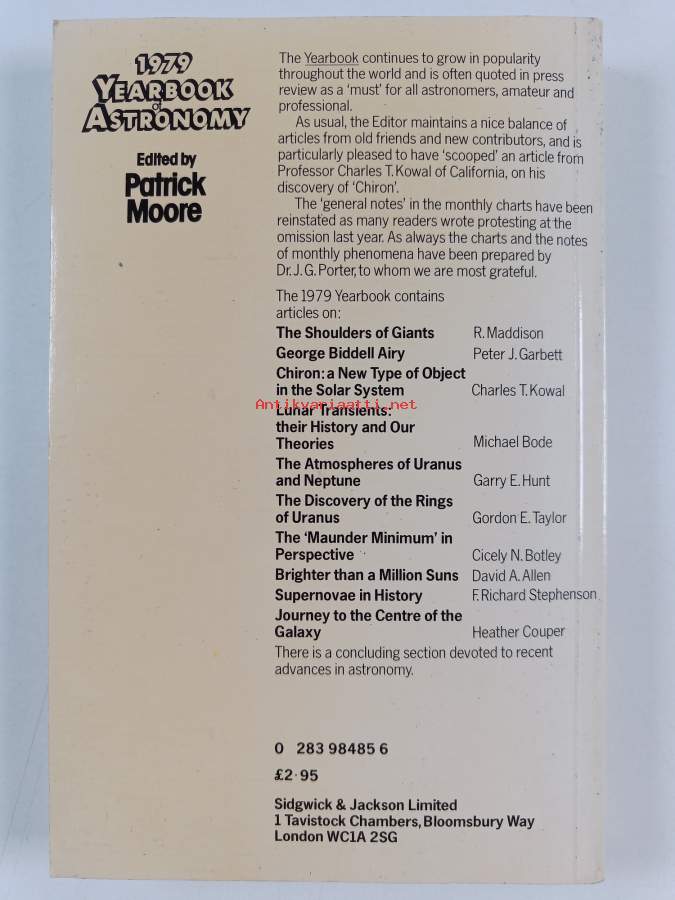 1979
YEARBOOK
of
ASTRONOMY
Edited by
Patrick
Moore
The Yearbook continues to grow in popularity
throughout the world and is often quoted in press
review as a ‘must’ for all astronomers, amateur and
professional.
As usual, the Editor maintains a nice balance of
articles from old friends and new contributors, and is
particularly pleased to have ‘scooped’ an article from
Professor Charles T. Kowal of California, on his
discovery of ‘Chiron’.
The ‘general notes’ in the monthly charts have been
reinstated as many readers wrote protesting at the
omission last year. As always the charts and the notes
of monthly phenomena have been prepared by
Dr. J. G. Porter, to whom we are most grateful.
The 1979 Yearbook contains
articles on:
The Shoulders of Giants R. Maddison
George Biddell Airy Peter J. Garbett
Chiron: a New Type of Object
in the Solar System Charles T. Kowal
Antikvariaatti.net
Lunar Transients:
their History and Our
Theories Michael Bode
The Atmospheres of Uranus
and Neptune Garry E. Hunt
The Discovery of the Rings
of Uranus Gordon E. Taylor
The ‘Maunder Minimum’ in
Perspective Cicely N. Botley
Brighter than a Million Suns David A. Allen
Supernovae in History F. Richard Stephenson
Journey to the Centre of the
Galaxy Heather Couper
There is a concluding section devoted to recent
advances in astronomy.
0 283 98485 6
£2·95
Sidgwick & Jackson Limited
1 Tavistock Chambers, Bloomsbury Way
London WC1A 2SG